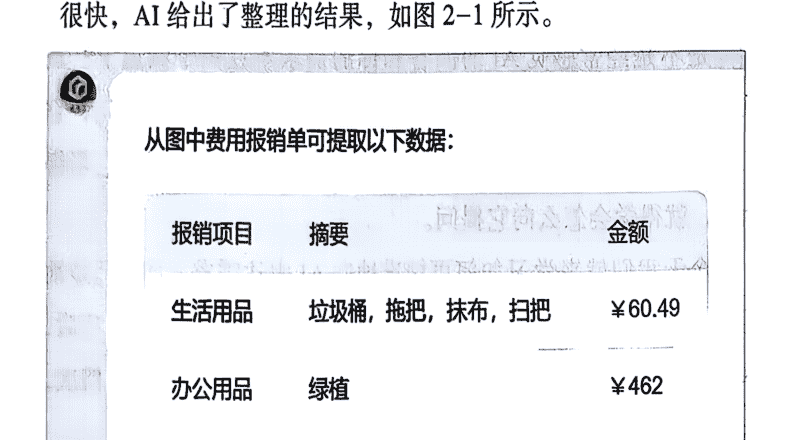 很快，AI 给出了整理的结果，如图 2-1 所示。
从图中费用报销单可提取以下数据：
报销项目 摘要 金额
生活用品 垃圾桶，拖把，抹布，扫把 ￥60.49
办公用品 绿植 ￥462